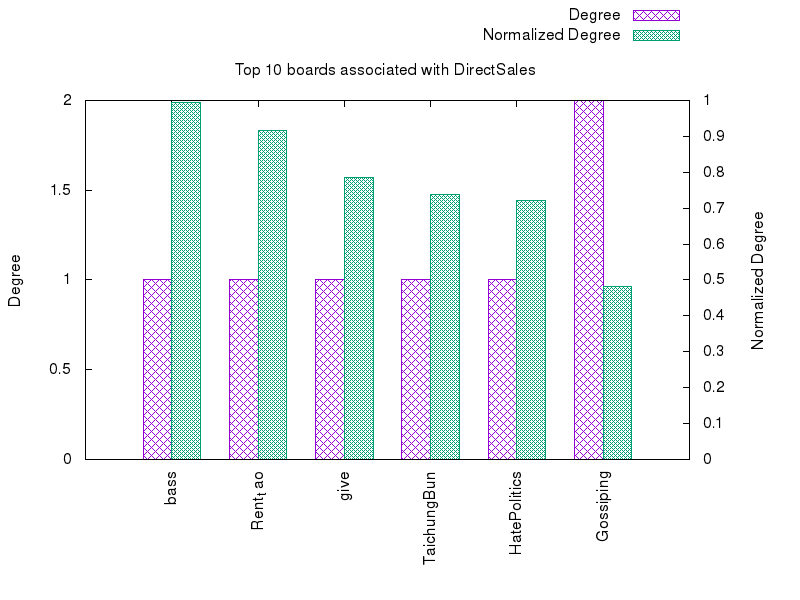 Degree
Normalized Degree
Top 10 boards associated with DirectSales
2
1.5
1
0.5
0
1
0.9
0.8
0.7
0.6
0.5
0.4
0.3
0.2
0.1
0
Degree
Normalized Degree
bass
Rentt ao
give
TaichungBun
HatePolitics
Gossiping